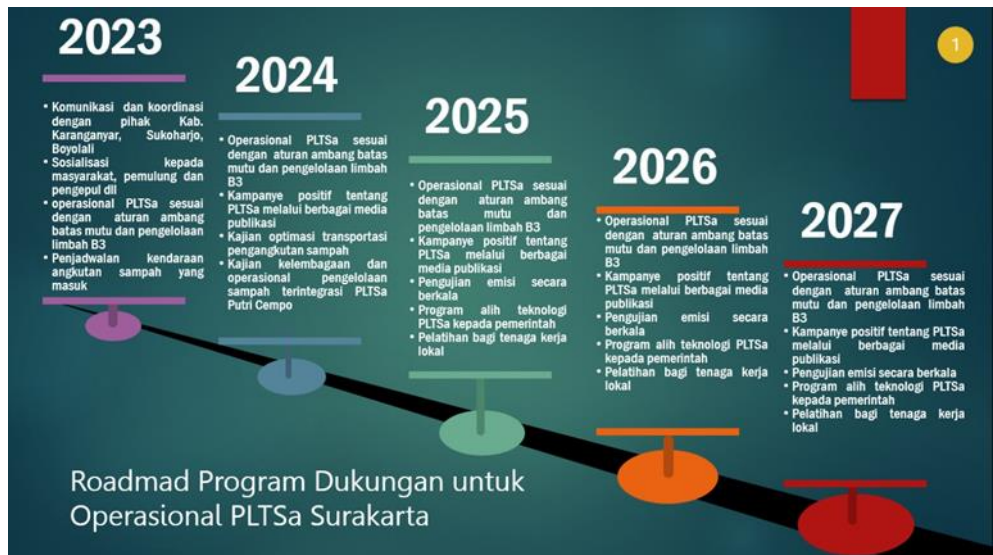 1
2023
• Komunikasi dan koordinasi
dengan pihak Kab.
Karanganyar, Sukoharjo,
Boyolali
• Sosialisasi kepada
masyarakat, pemulung dan
pengepul dll
• operasional PLTSa sesuai
dengan aturan ambang
batas mutu dan pengelolaan
limbah B3
• Penjadwalan kendaraan
angkutan sampah yang
masuk
2024
• Operasional PLTSa sesuai
dengan aturan ambang batas
mutu dan pengelolaan limbah
B3
• Kampanye positif tentang
PLTSa melalui berbagai media
publikasi
• Kajian optimasi transportasi
pengangkutan sampah
• Kajian kelembagaan dan
operasional pengelolaan
sampah terintegrasi PLTSa
Putri Cempo
2025
• Operasional PLTSa sesuai
dengan aturan ambang
batas mutu dan
pengelolaan limbah B3
• Kampanye positif tentang
PLTSa melalui berbagai
media publikasi
• Pengujian emisi secara
berkala
• Program alih teknologi
PLTSa kepada pemerintah
• Pelatihan bagi tenaga kerja
lokal
2026
• Operasional PLTSa sesuai
dengan aturan ambang batas
mutu dan pengelolaan limbah
B3
• Kampanye positif tentang
PLTSa melalui berbagai media
publikasi
• Pengujian emisi secara
berkala
• Program alih teknologi PLTSa
kepada pemerintah
• Pelatihan bagi tenaga kerja
lokal
2027
• Operasional PLTSa sesuai
dengan aturan ambang batas
mutu dan pengelolaan limbah
B3
• Kampanye positif tentang PLTSa
melalui berbagai media
publikasi
• Pengujian emisi secara berkala
• Program alih teknologi PLTSa
kepada pemerintah
• Pelatihan bagi tenaga kerja
lokal
Roadmad Program Dukungan untuk
Operasional PLTSa Surakarta